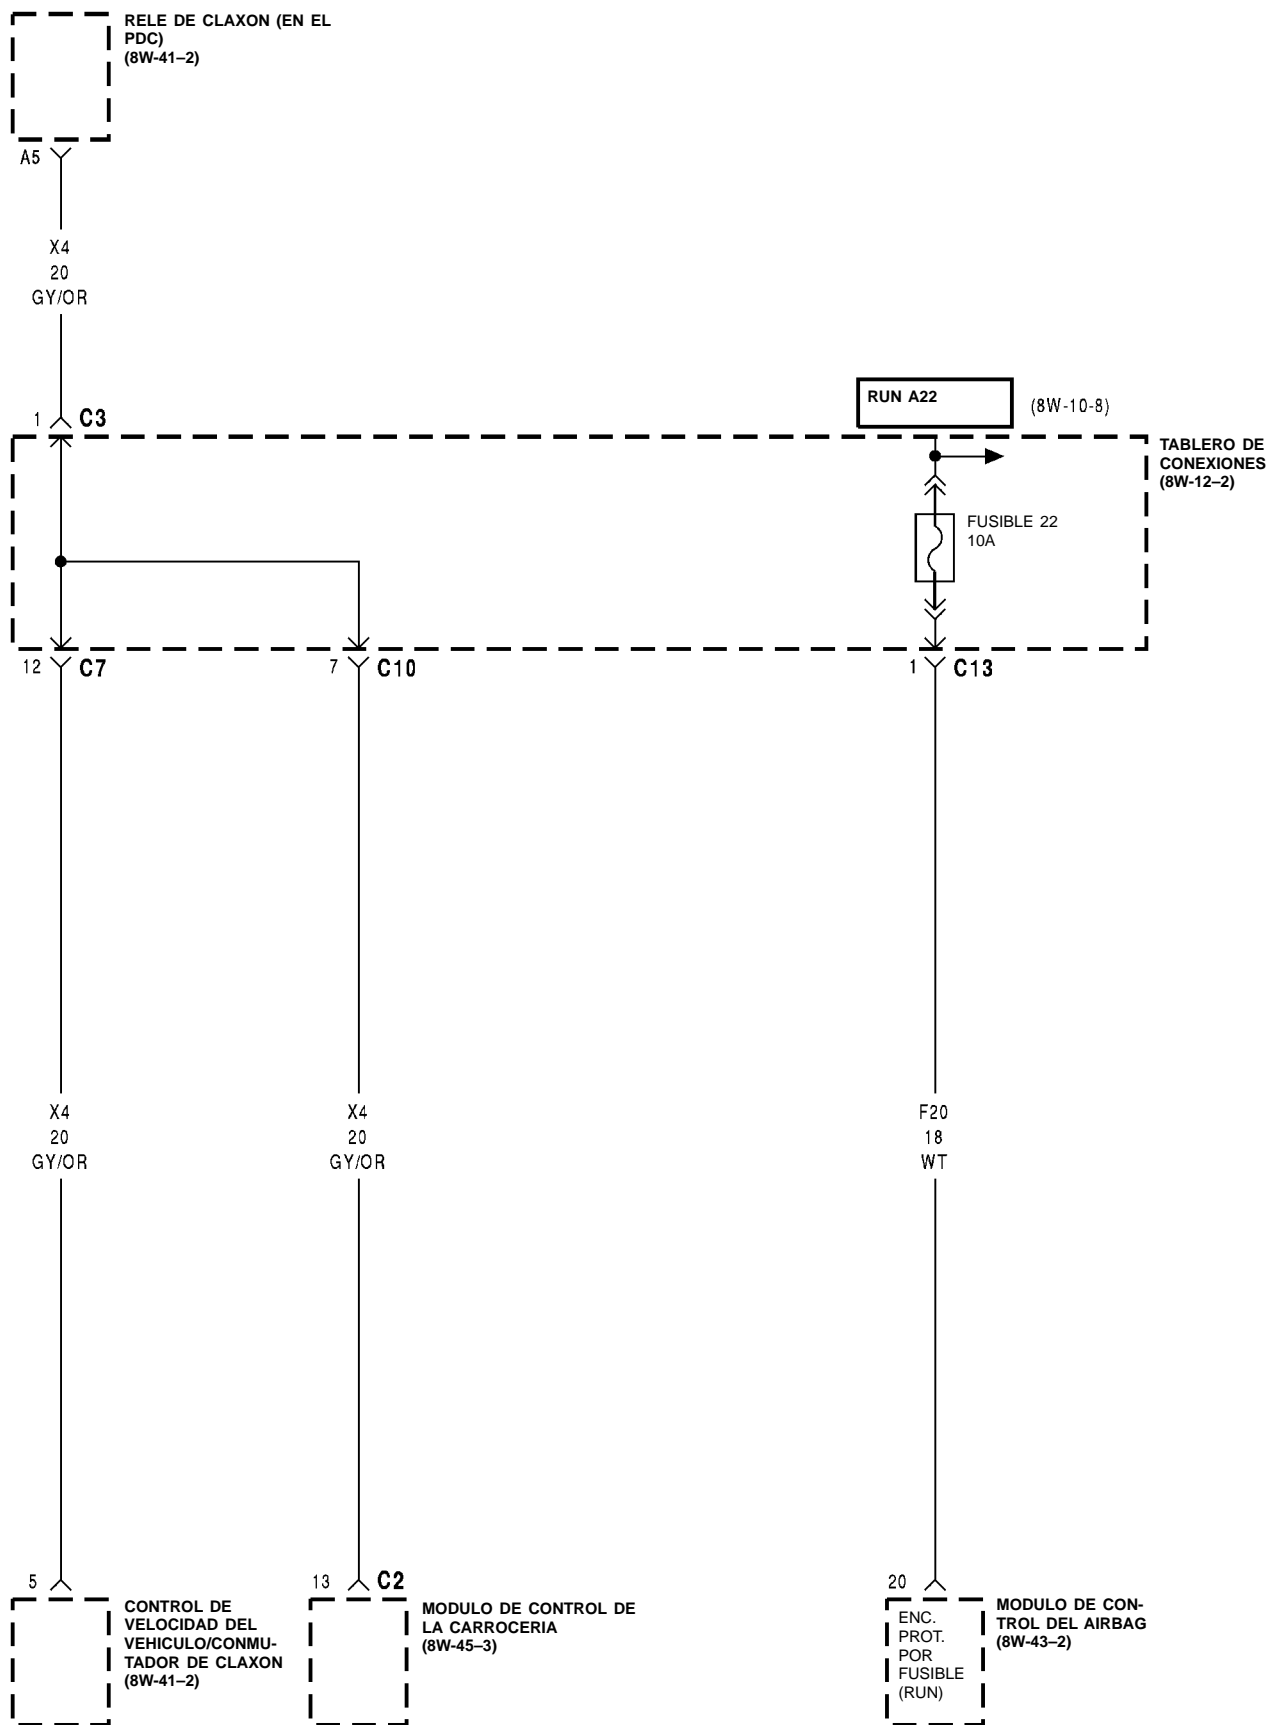 RELE DE CLAXON (EN EL
PDC)
(8W-41–2)
A5
X4
20
GY/OR
1 C3
RUN A22
(8W-10-8)
TABLERO DE
CONEXIONES
(8W-12–2)
FUSIBLE 22
10A
12 C7
7 C10
1 C13
X4
20
GY/OR
X4
20
GY/OR
F20
18
WT
5
CONTROL DE
VELOCIDAD DEL
VEHICULO/CONMU-
TADOR DE CLAXON
(8W-41–2)
13 C2
MODULO DE CONTROL DE
LA CARROCERIA
(8W-45–3)
20
ENC.
PROT.
POR
FUSIBLE
(RUN)
MODULO DE CON-
TROL DEL AIRBAG
(8W-43–2)